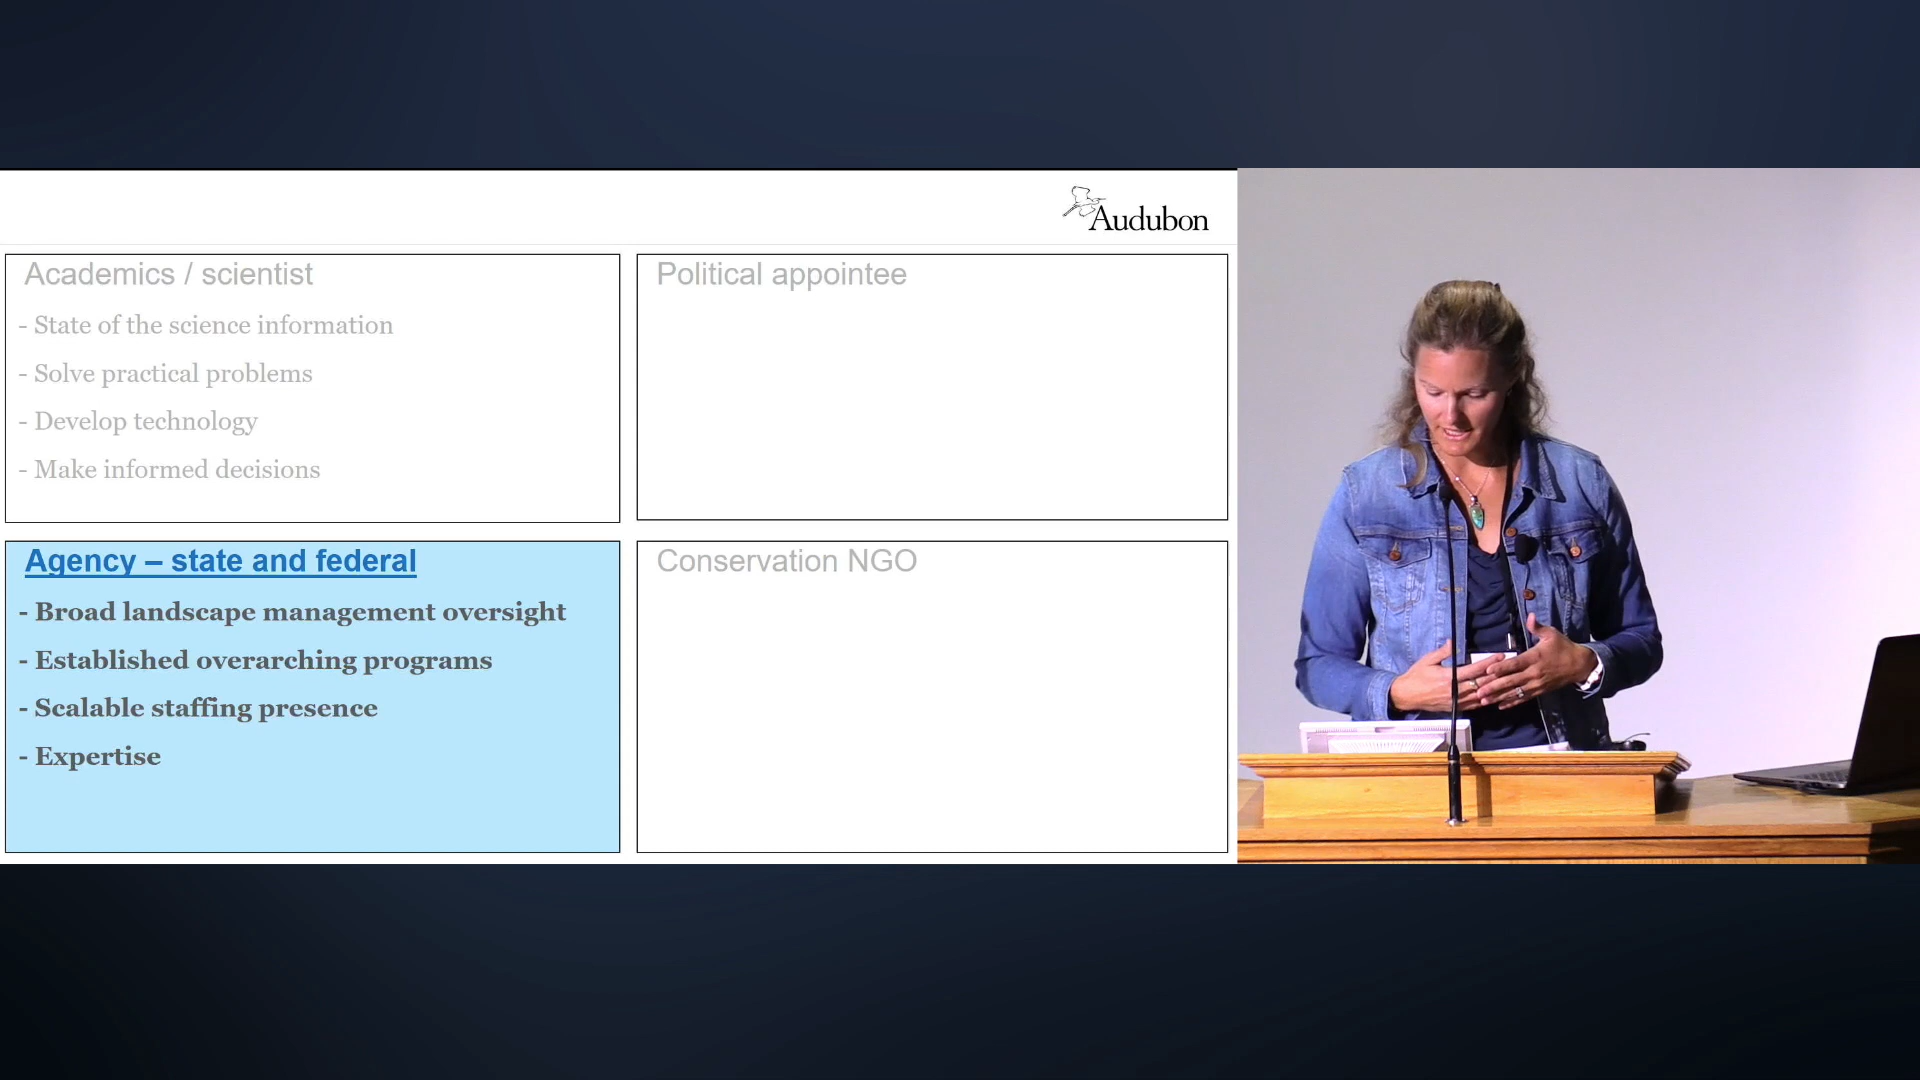 Audubon
Academics / scientist
- State of the science information
- Solve practical problems
- Develop technology
- Make informed decisions
Political appointee
Agency – state and federal
- Broad landscape management oversight
- Established overarching programs
- Scalable staffing presence
- Expertise
Conservation NGO